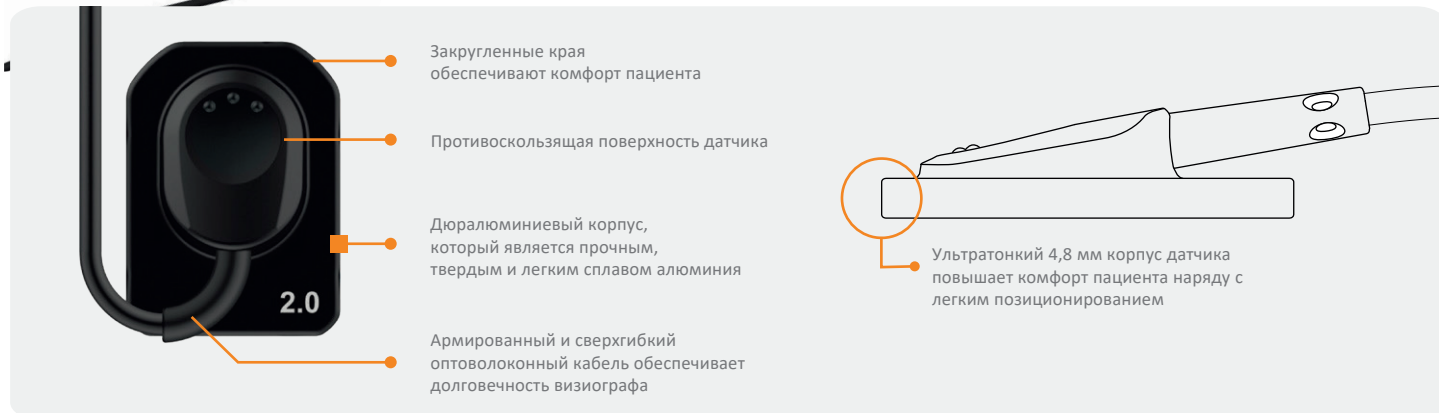 Закругленные края
обеспечивают комфорт пациента
Противоскользящая поверхность датчика
Дюралюминиевый корпус,
который является прочным,
твердым и легким сплавом алюминия
2.0
Армированный и сверхгибкий
оптоволоконный кабель обеспечивает
долговечность визиографа
Ультратонкий 4,8 мм корпус датчика
повышает комфорт пациента наряду с
легким позиционированием